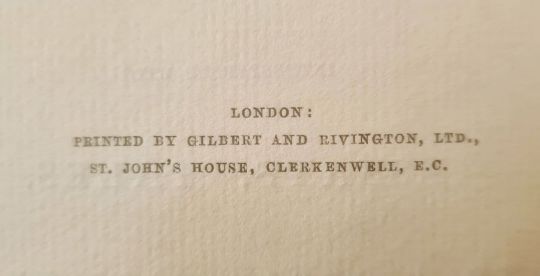 LONDON:
PRINTED BY GILBERT AND RIVINGTON, LTD.,
ST. JOHN'S HOUSE, CLERKENWELL, E.C.